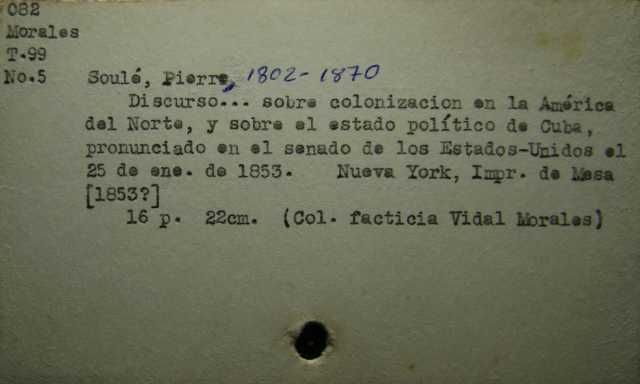 082
Morales
T.99
No.5 Soulé, Pierre, 1802-1870
Discurso... sobre colonizacion en la América
del Norte, y sobre el estado político de Cuba,
pronunciado en el senado de los Estados-Unidos el
25 de ene. de 1853. Nueva York, Impr. de Mesa
[1853?]
16 p. 22cm. (Col. facticia Vidal Morales)